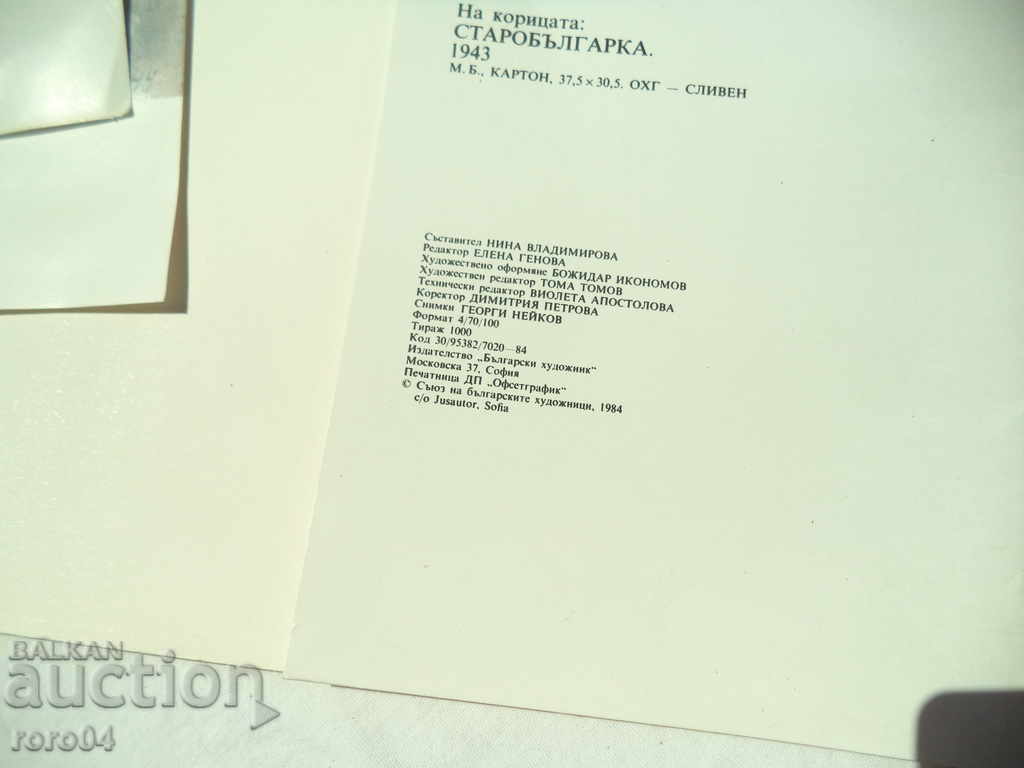 На корицата:
СТАРОБЪЛГАРКА.
1943
М. Б., КАРТОН, 37,5 × 30,5. ОХГ — СЛИВЕН
Съставител НИНА ВЛАДИМИРОВА
Редактор ЕЛЕНА ГЕНОВА
Художествено оформяне БОЖИДАР ИКОНОМОВ
Художествен редактор ТОМА ТОМОВ
Технически редактор ВИОЛЕТА АПОСТОЛОВА
Коректор ДИМИТРИЯ ПЕТРОВА
Снимки ГЕОРГИ НЕЙКОВ
Формат 4/70/100
Тираж 1000
Код 30/95382/7020—84
Издателство „Български художник“
Московска 37, София
Печатница ДП „Офсетграфик“
© Съюз на българските художници, 1984
c/o Jusautor, Sofia
BALKAN
auction
roro04